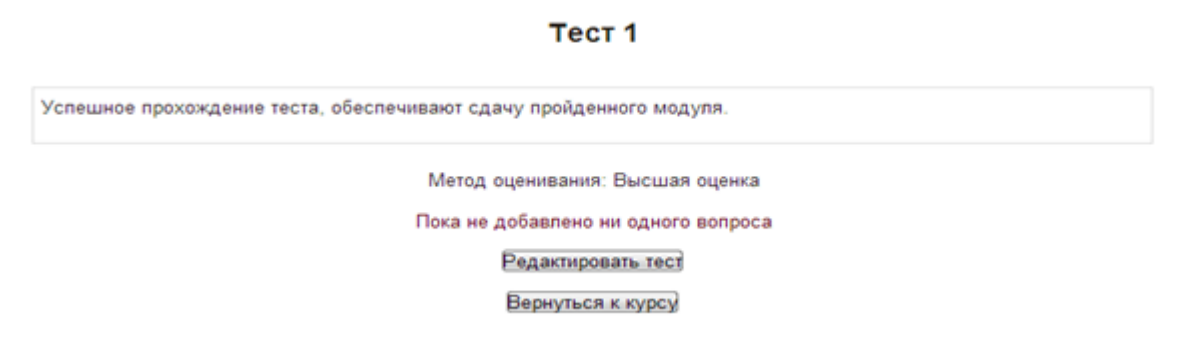 Тест 1
Успешное прохождение теста, обеспечивают сдачу пройденного модуля.
Метод оценивания: Высшая оценка
Пока не добавлено ни одного вопроса
Редактировать тест
Вернуться к курсу